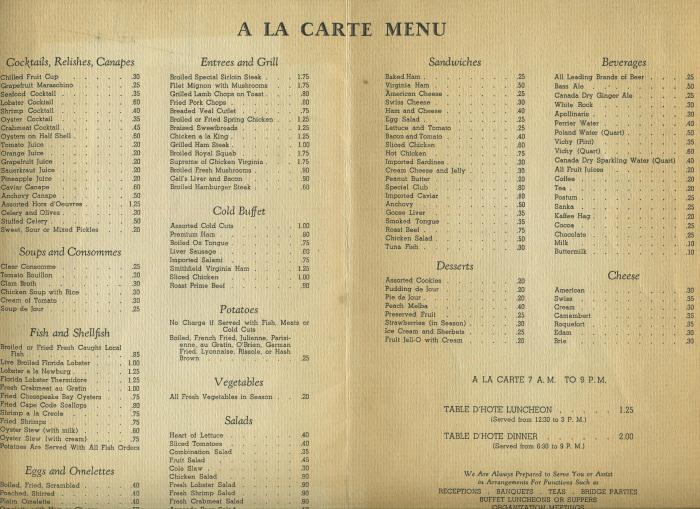 A LA CARTE MENU
Cocktails, Relishes, Canapes
Chilled Fruit Cup .30
Grapefruit Maraschino .25
Seafood Cocktail .35
Lobster Cocktail .60
Shrimp Cocktail .40
Oyster Cocktail .35
Crabmeat Cocktail .45
Oysters on Half Shell .60
Tomato Juice .20
Orange Juice .20
Grapefruit Juice .20
Sauerkraut Juice .20
Pineapple Juice .20
Caviar Canape .60
Anchovy Canape .50
Assorted Hors d'Oeuvres 1.25
Celery and Olives .30
Stuffed Celery .50
Sweet, Sour or Mixed Pickles .20
Soups and Consommes
Clear Consomme .25
Tomato Bouillon .30
Clam Broth .30
Chicken Soup with Rice .30
Cream of Tomato .30
Soup de Jour .25
Fish and Shellfish
Broiled or Fried Fresh Caught Local
Fish .85
Live Broiled Florida Lobster 1.00
Lobster a la Newburg 1.25
Florida Lobster Thermidore 1.25
Fresh Crabmeat au Gratin 1.00
Fried Chesapeake Bay Oysters .75
Fried Cape Code Scallops .80
Shrimp a la Creole .75
Fried Shrimps .75
Oyster Stew (with milk) .60
Oyster Stew (with cream) .75
Potatoes Are Served With All Fish Orders
Eggs and Omelettes
Boiled, Fried, Scrambled .40
Poached, Shirred .40
Plain Omelette .40
Entrees and Grill
Broiled Special Sirloin Steak 1.75
Filet Mignon with Mushrooms 1.75
Grilled Lamb Chops on Toast .80
Fried Pork Chops .80
Breaded Veal Cutlet .75
Broiled or Fried Spring Chicken 1.25
Braised Sweetbreads 1.25
Chicken a la King 1.25
Grilled Ham Steak 1.00
Broiled Royal Squab 1.75
Supreme of Chicken Virginia 1.75
Broiled Fresh Mushrooms .90
Calf's Liver and Bacon .90
Broiled Hamburger Steak .60
Cold Buffet
Assorted Cold Cuts 1.00
Premium Ham .80
Boiled Ox Tongue .75
Liver Sausage .60
Imported Salami .75
Smithfield Virginia Ham 1.25
Sliced Chicken 1.00
Roast Prime Beef .90
Potatoes
No Charge if Served with Fish, Meats or
Cold Cuts
Boiled, French Fried, Julienne, Parisi-
enne, au Gratin, O'Brien, German
Fried, Lyonnaise, Rissole, or Hash
Brown .25
Vegetables
All Fresh Vegetables in Season .20
Salads
Heart of Lettuce .40
Sliced Tomatoes .40
Combination Salad .35
Fruit Salad .45
Cole Slaw .30
Chicken Salad .80
Fresh Lobster Salad .90
Fresh Shrimp Salad .90
Fresh Crabmeat Salad .90
Sandwiches
Baked Ham .25
Virginia Ham .50
American Cheese .25
Swiss Cheese .30
Ham and Cheese .40
Egg Salad .25
Lettuce and Tomato .25
Bacon and Tomato .40
Sliced Chicken .60
Hot Chicken .75
Imported Sardines .30
Cream Cheese and Jelly .30
Peanut Butter .20
Special Club .80
Imported Caviar .80
Anchovy .50
Goose Liver .35
Smoked Tongue .35
Roast Beef .75
Chicken Salad .50
Tuna Fish .30
Desserts
Assorted Cookies .20
Pudding de Jour .20
Pie de Jour .20
Peach Melba .40
Preserved Fruit .25
Strawberries (in Season) .30
Ice Cream and Sherbets .25
Fruit Jell-O with Cream .20
Beverages
All Leading Brands of Beer .25
Bass Ale .50
Canada Dry Ginger Ale .25
White Rock .30
Apollinaris .30
Perrier Water .40
Poland Water (Quart) .50
Vichy (Pint) .35
Vichy (Quart) .60
Canada Dry Sparkling Water (Quart) .40
All Fruit Juices .20
Coffee .20
Tea .20
Postum .25
Sanka .25
Kaffee Hag .20
Cocoa .25
Chocolate .25
Milk .10
Buttermilk .10
Cheese
American .30
Swiss .35
Cream .30
Camambert .35
Roquefort .35
Edam .30
Brie .30
A LA CARTE 7 A.M. TO 9 P.M.
TABLE D'HOTE LUNCHEON 1.25
(Served from 12:30 to 3 P. M.)
TABLE D'HOTE DINNER 2.00
(Served from 6:30 to 9 P. M.)
We Are Always Prepared to Serve You or Assist
in Arrangements For Functions Such as
RECEPTIONS . BANQUETS . TEAS . BRIDGE PARTIES
BUFFET LUNCHEONS OR SUPPERS
ORGANIZATION MEETINGS